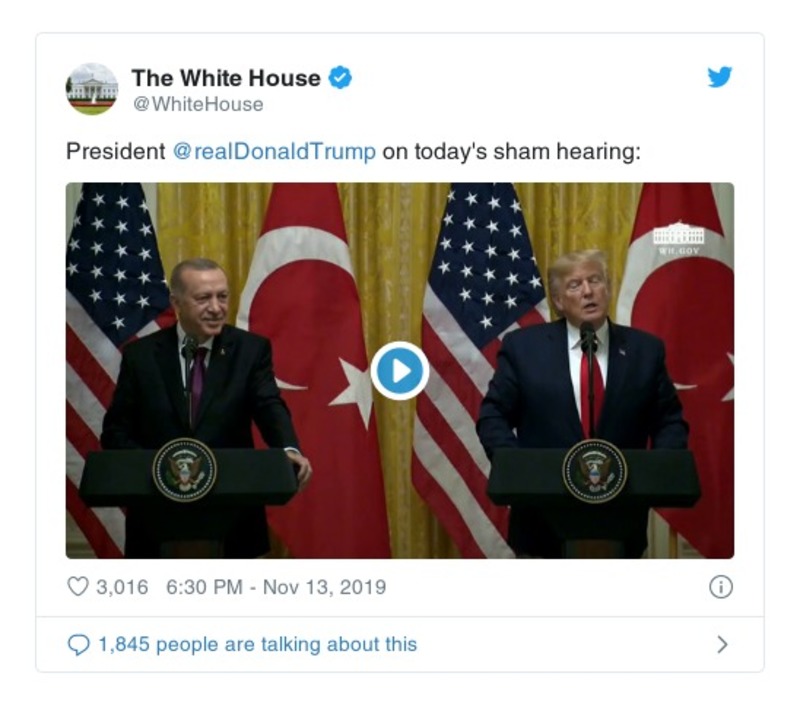 The White House
@WhiteHouse
President @realDonaldTrump on today's sham hearing:
WH.GOV
3,016 6:30 PM - Nov 13, 2019
1,845 people are talking about this